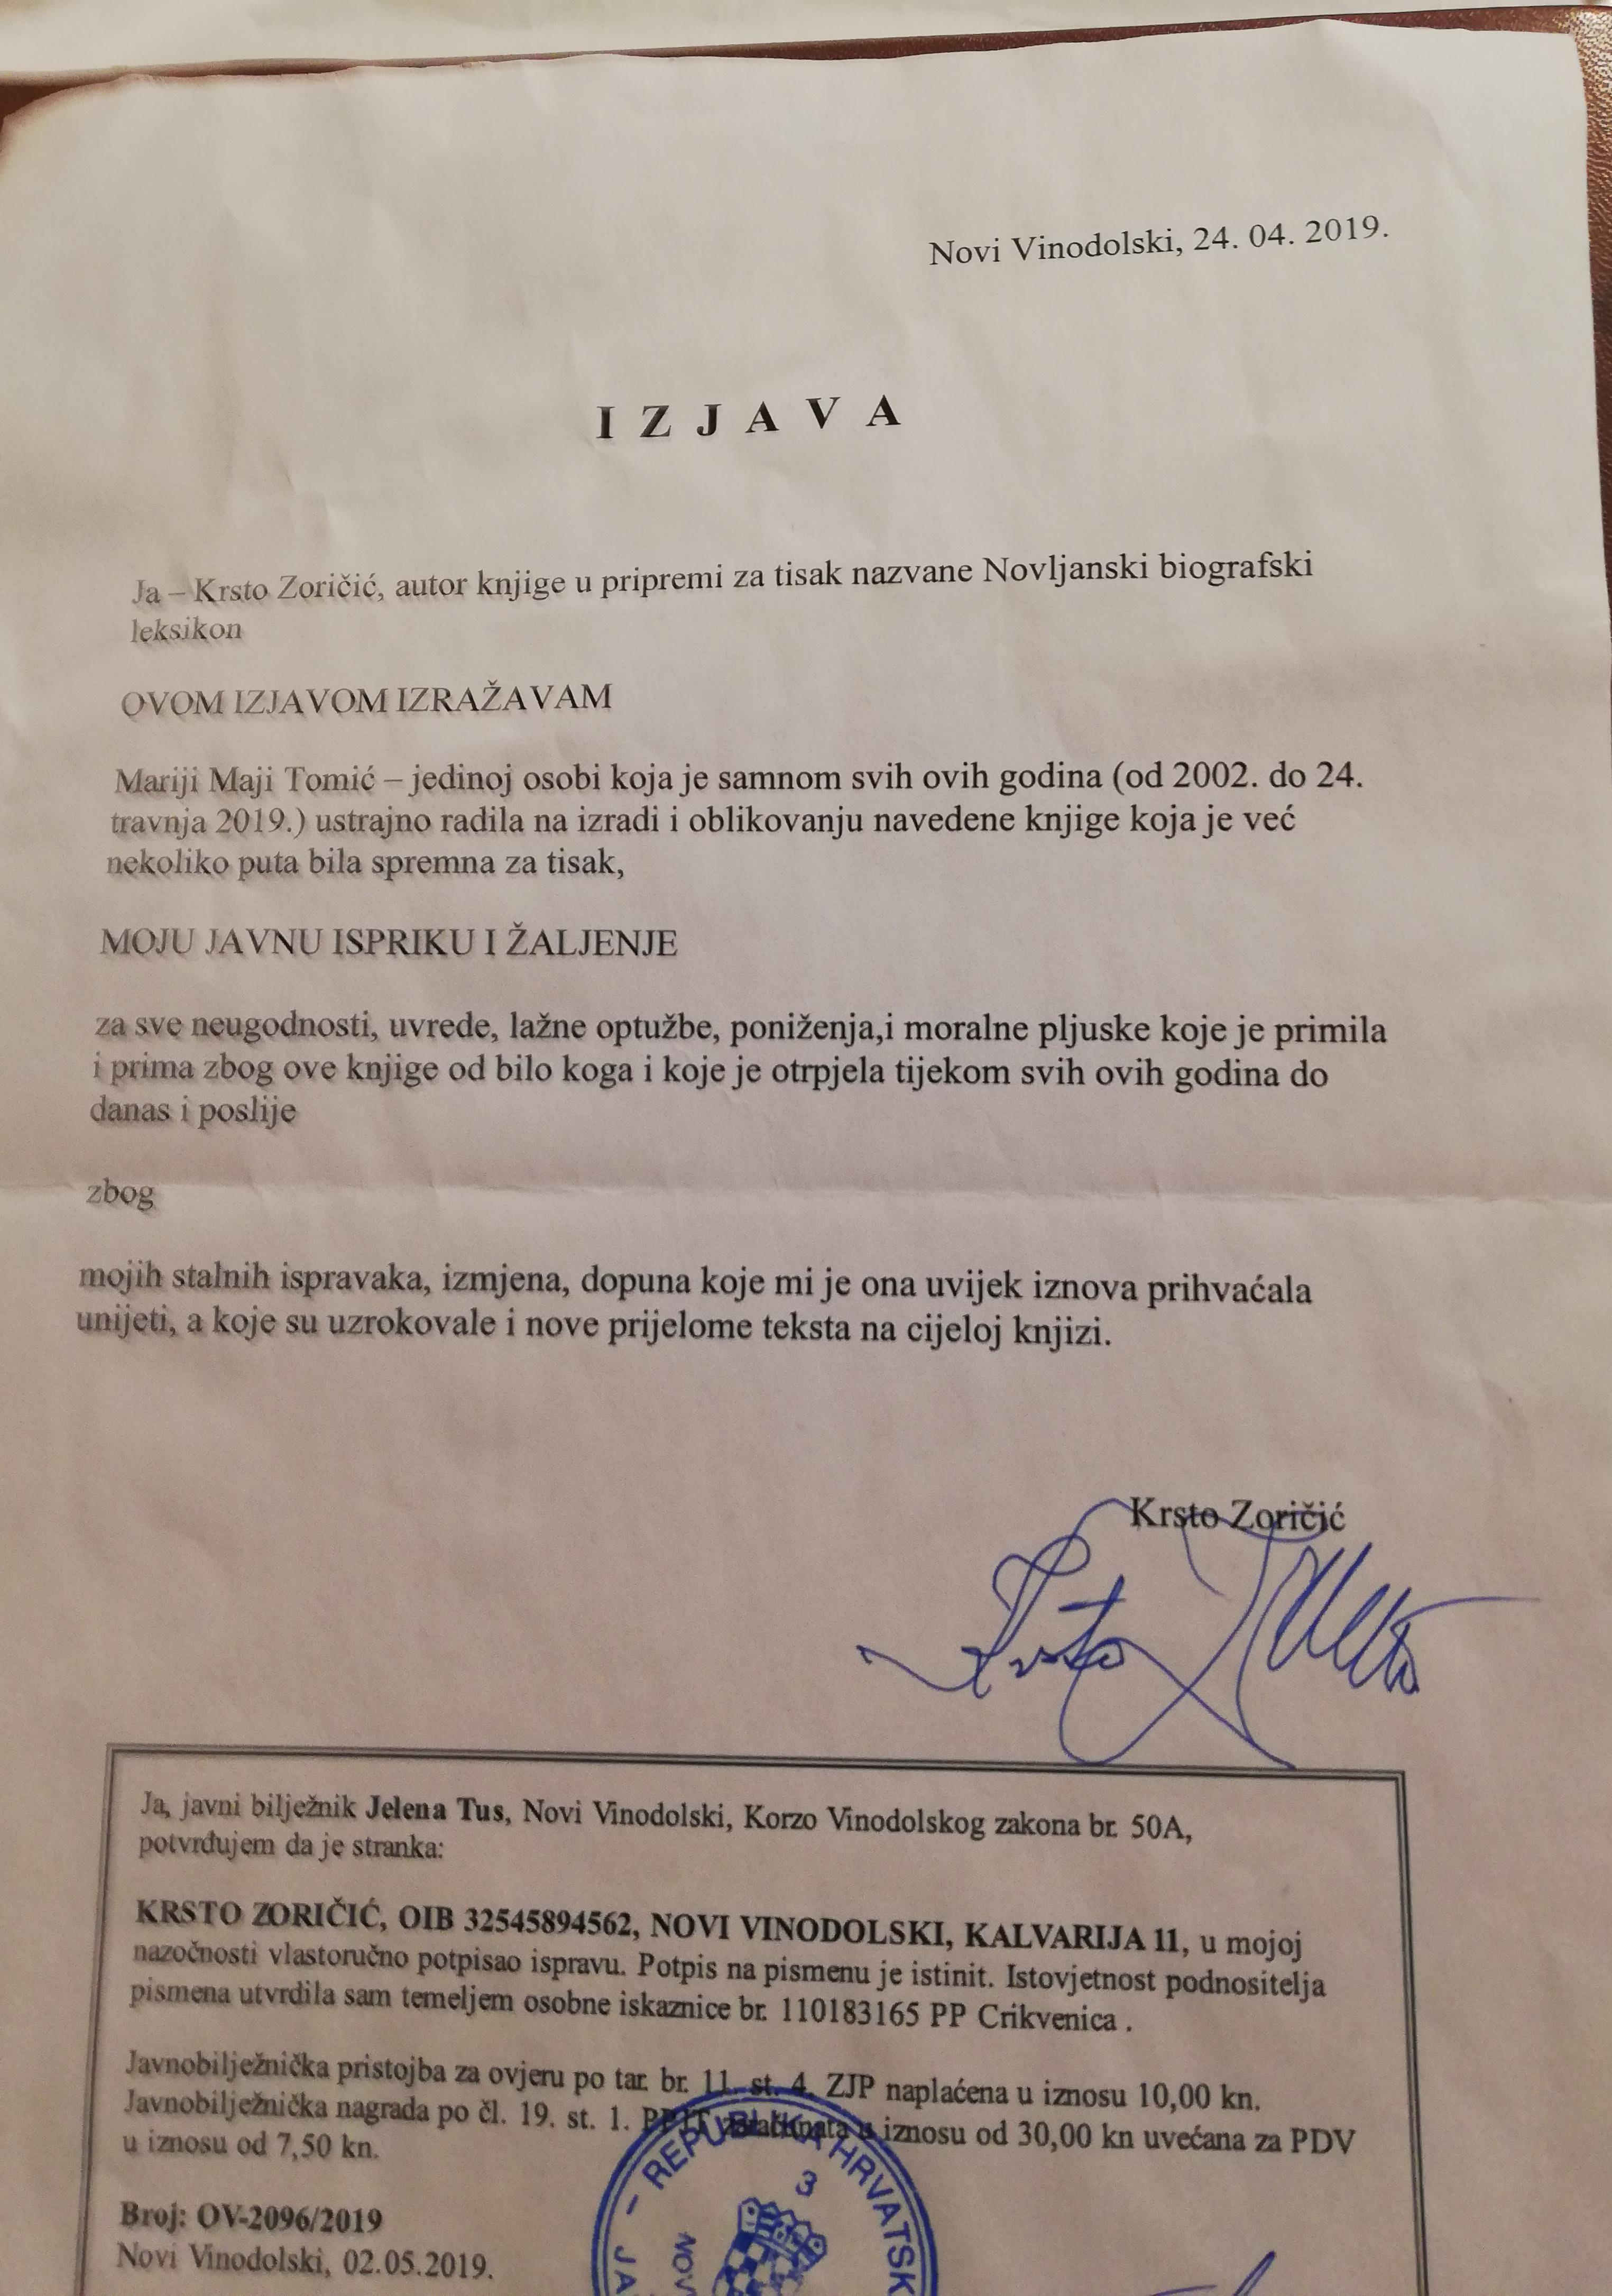 Novi Vinodolski, 24. 04. 2019.
I Z J A V A
Ja – Krsto Zoričić, autor knjige u pripremi za tisak nazvane Novljanski biografski
leksikon
OVOM IZJAVOM IZRAŽAVAM
Mariji Maji Tomić – jedinoj osobi koja je samnom svih ovih godina (od 2002. do 24.
travnja 2019.) ustrajno radila na izradi i oblikovanju navedene knjige koja je već
nekoliko puta bila spremna za tisak,
MOJU JAVNU ISPRIKU I ŽALJENJE
za sve neugodnosti, uvrede, lažne optužbe, poniženja,i moralne pljuske koje je primila
i prima zbog ove knjige od bilo koga i koje je otrpjela tijekom svih ovih godina do
danas i poslije
zbog
mojih stalnih ispravaka, izmjena, dopuna koje mi je ona uvijek iznova prihvaćala
unijeti, a koje su uzrokovale i nove prijelome teksta na cijeloj knjizi.
Krsto Zoričić
Krsto
Ja, javni bilježnik Jelena Tus, Novi Vinodolski, Korzo Vinodolskog zakona br. 50A,
potvrđujem da je stranka:
KRSTO ZORIČIĆ, OIB 32545894562, NOVI VINODOLSKI, KALVARIJA 11, u mojoj
nazočnosti vlastoručno potpisao ispravu. Potpis na pismenu je istinit. Istovjetnost podnositelja
pismena utvrdila sam temeljem osobne iskaznice br. 110183165 PP Crikvenica .
Javnobilježnička pristojba za ovjeru po tar. br. 11. st. 4. ZJP naplaćena u iznosu 10,00 kn.
Javnobilježnička nagrada po čl. 19. st. 1. PPJT zaračunata u iznosu od 30,00 kn uvećana za PDV
u iznosu od 7,50 kn.
– REPUBLIKA HRVATSK
3
Broj: OV-2096/2019
Novi Vinodolski, 02.05.2019.